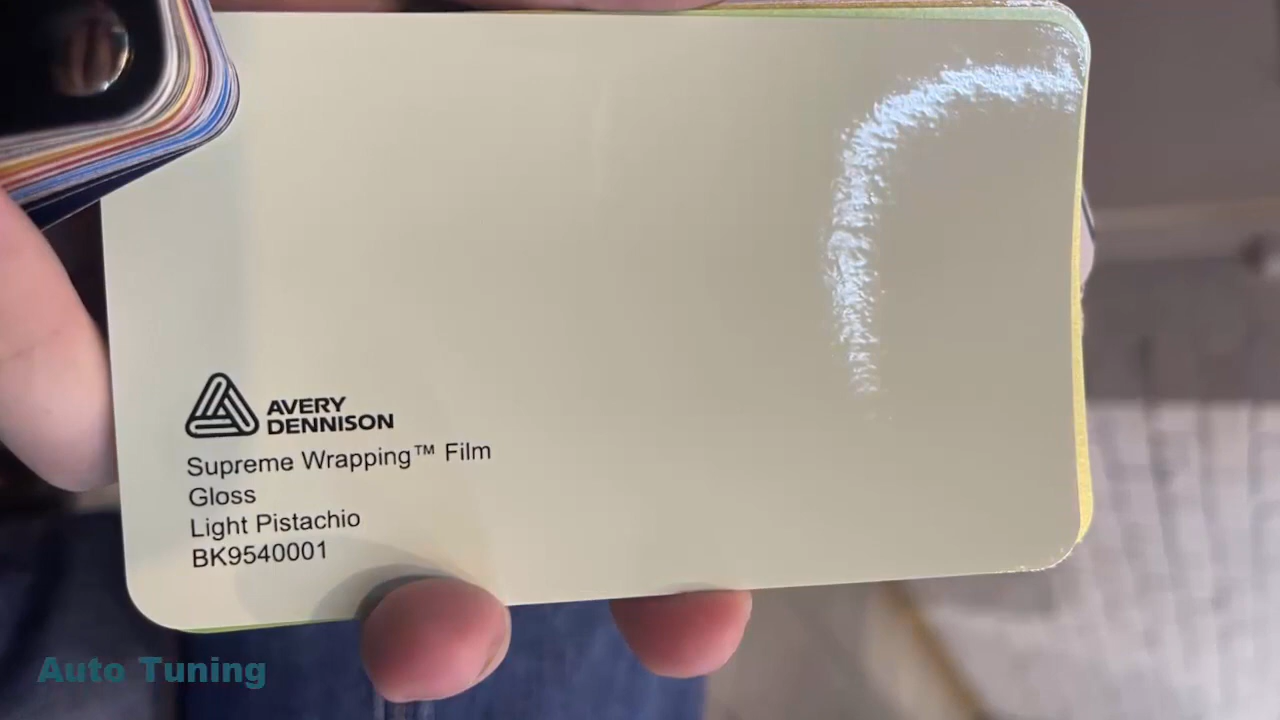 AVERY
DENNISON
Supreme Wrapping™ Film
Gloss
Light Pistachio
BK9540001
Auto Tuning